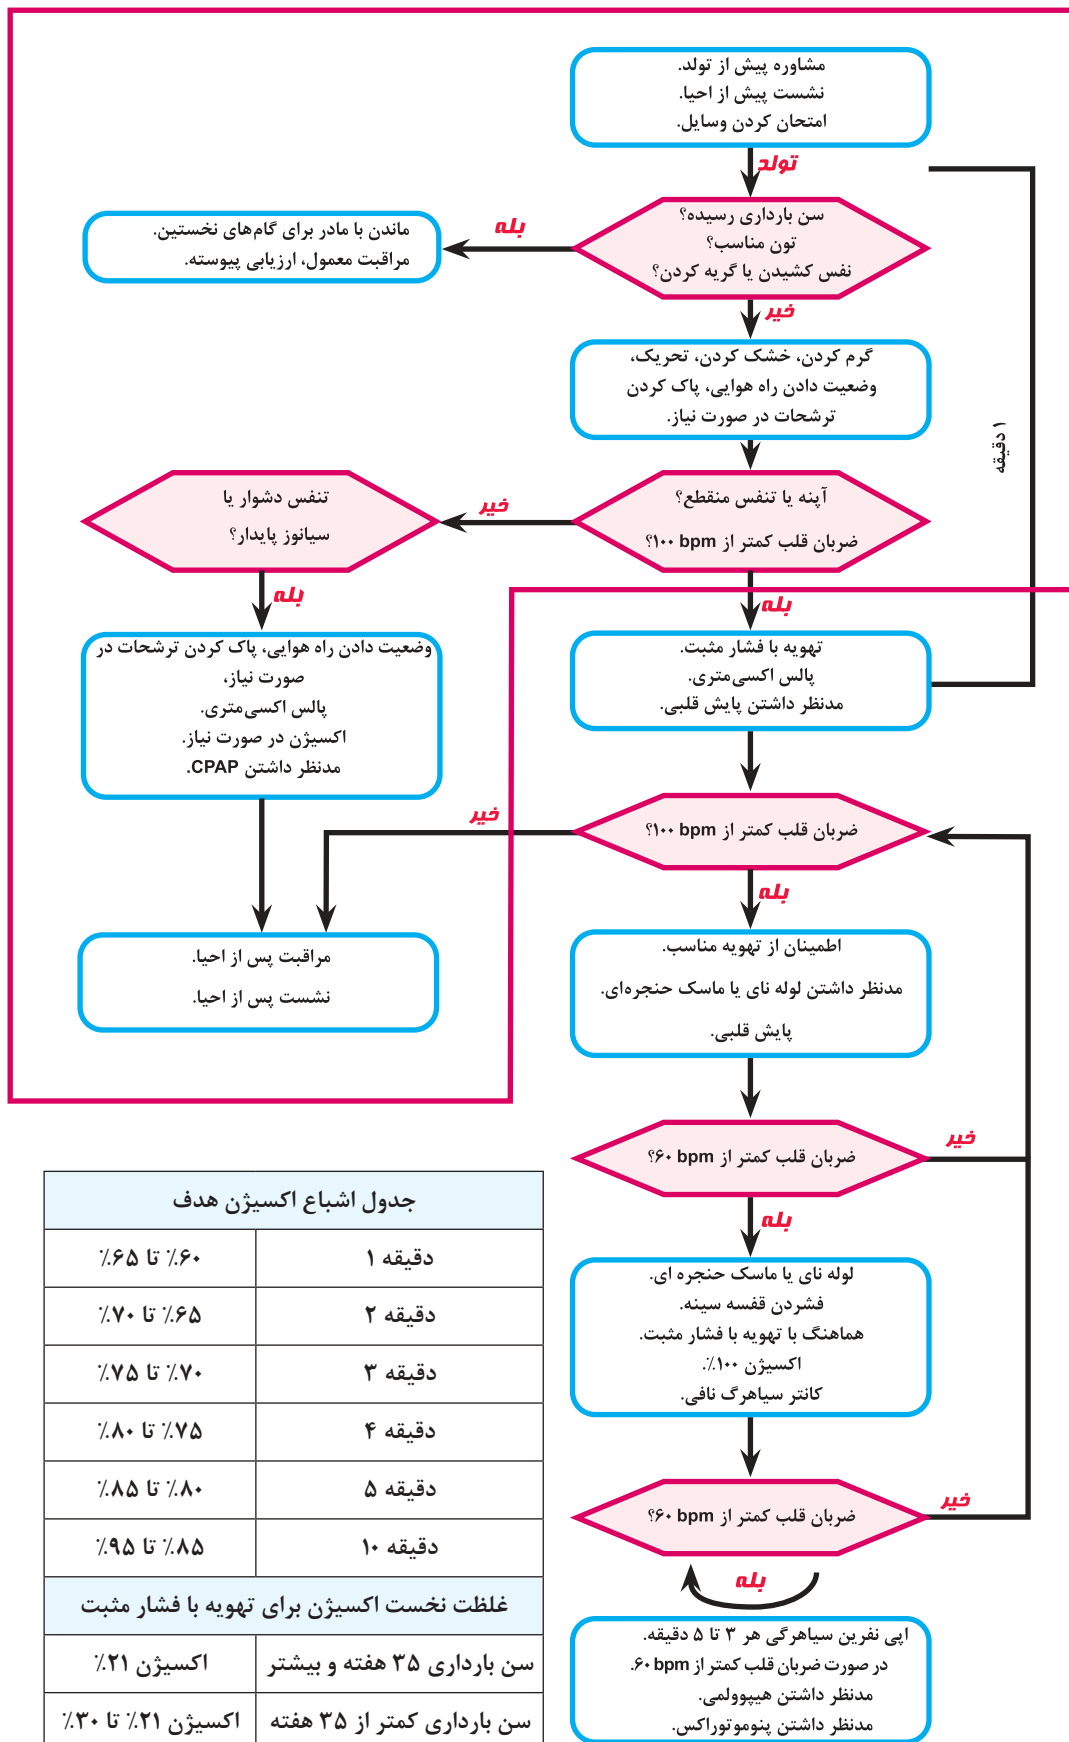 مشاوره پیش از تولد.
نشست پیش از احیا.
امتحان کردن وسایل.
تولد
سن بارداری رسیده؟
تون مناسب؟
نفس کشیدن یا گریه کردن؟
بله
ماندن با مادر برای گام‌های نخستین.
مراقبت معمول، ارزیابی پیوسته.
خیر
گرم کردن، خشک کردن، تحریک،
وضعیت دادن راه هوایی، پاک کردن
ترشحات در صورت نیاز.
۱ دقیقه
آپنه یا تنفس منقطع؟
ضربان قلب کمتر از ۱۰۰ bpm؟
خیر
تنفس دشوار یا
سیانوز پایدار؟
بله
وضعیت دادن راه هوایی، پاک کردن ترشحات در
صورت نیاز،
پالس اکسی‌متری.
اکسیژن در صورت نیاز.
مدنظر داشتن CPAP.
بله
تهویه با فشار مثبت.
پالس اکسی‌متری.
مدنظر داشتن پایش قلبی.
ضربان قلب کمتر از ۱۰۰ bpm؟
خیر
مراقبت پس از احیا.
نشست پس از احیا.
بله
اطمینان از تهویه مناسب.
مدنظر داشتن لوله نای یا ماسک حنجره‌ای.
پایش قلبی.
ضربان قلب کمتر از ۶۰ bpm؟
خیر
بله
لوله نای یا ماسک حنجره ای.
فشردن قفسه سینه.
هماهنگ با تهویه با فشار مثبت.
اکسیژن ۱۰۰٪.
کانتر سیاهرگ نافی.
ضربان قلب کمتر از ۶۰ bpm؟
خیر
بله
اپی نفرین سیاهرگی هر ۳ تا ۵ دقیقه.
در صورت ضربان قلب کمتر از ۶۰ bpm.
مدنظر داشتن هیپوولمی.
مدنظر داشتن پنوموتوراکس.
جدول اشباع اکسیژن هدف
دقیقه ۱ ۶۰٪ تا ۶۵٪
دقیقه ۲ ۶۵٪ تا ۷۰٪
دقیقه ۳ ۷۰٪ تا ۷۵٪
دقیقه ۴ ۷۵٪ تا ۸۰٪
دقیقه ۵ ۸۰٪ تا ۸۵٪
دقیقه ۱۰ ۸۵٪ تا ۹۵٪
غلظت نخست اکسیژن برای تهویه با فشار مثبت
سن بارداری ۳۵ هفته و بیشتر اکسیژن ۲۱٪
سن بارداری کمتر از ۳۵ هفته اکسیژن ۲۱٪ تا ۳۰٪